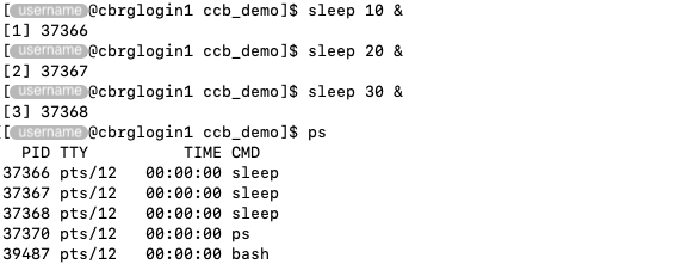 [username@cbrglogin1 ccb_demo]$ sleep 10 &
[1] 37366
[username@cbrglogin1 ccb_demo]$ sleep 20 &
[2] 37367
[username@cbrglogin1 ccb_demo]$ sleep 30 &
[3] 37368
[[username@cbrglogin1 ccb_demo]$ ps
  PID TTY          TIME CMD
37366 pts/12   00:00:00 sleep
37367 pts/12   00:00:00 sleep
37368 pts/12   00:00:00 sleep
37370 pts/12   00:00:00 ps
39487 pts/12   00:00:00 bash